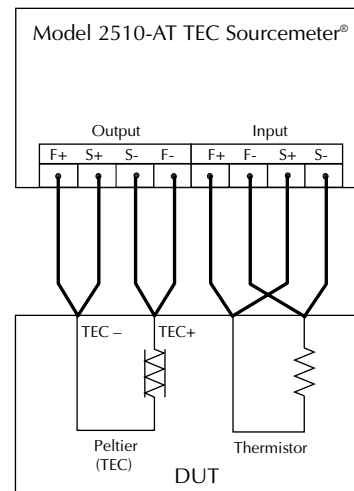 Model 2510-AT TEC Sourcemeter®
Output Input
F+ S+ S- F- F+ F- S+ S-
TEC – TEC+
Peltier Thermistor
(TEC)
DUT